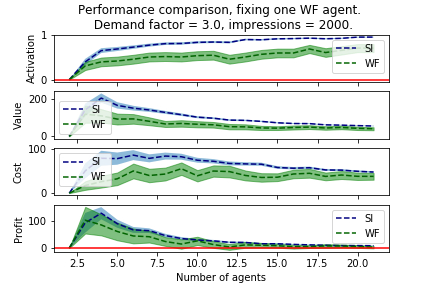 Performance comparison, fixing one WF agent.
Demand factor = 3.0, impressions = 2000.
Activation
1
0
SI
WF
Value
200
0
SI
WF
Cost
100
0
SI
WF
Profit
100
0
SI
WF
2.5 5.0 7.5 10.0 12.5 15.0 17.5 20.0
Number of agents